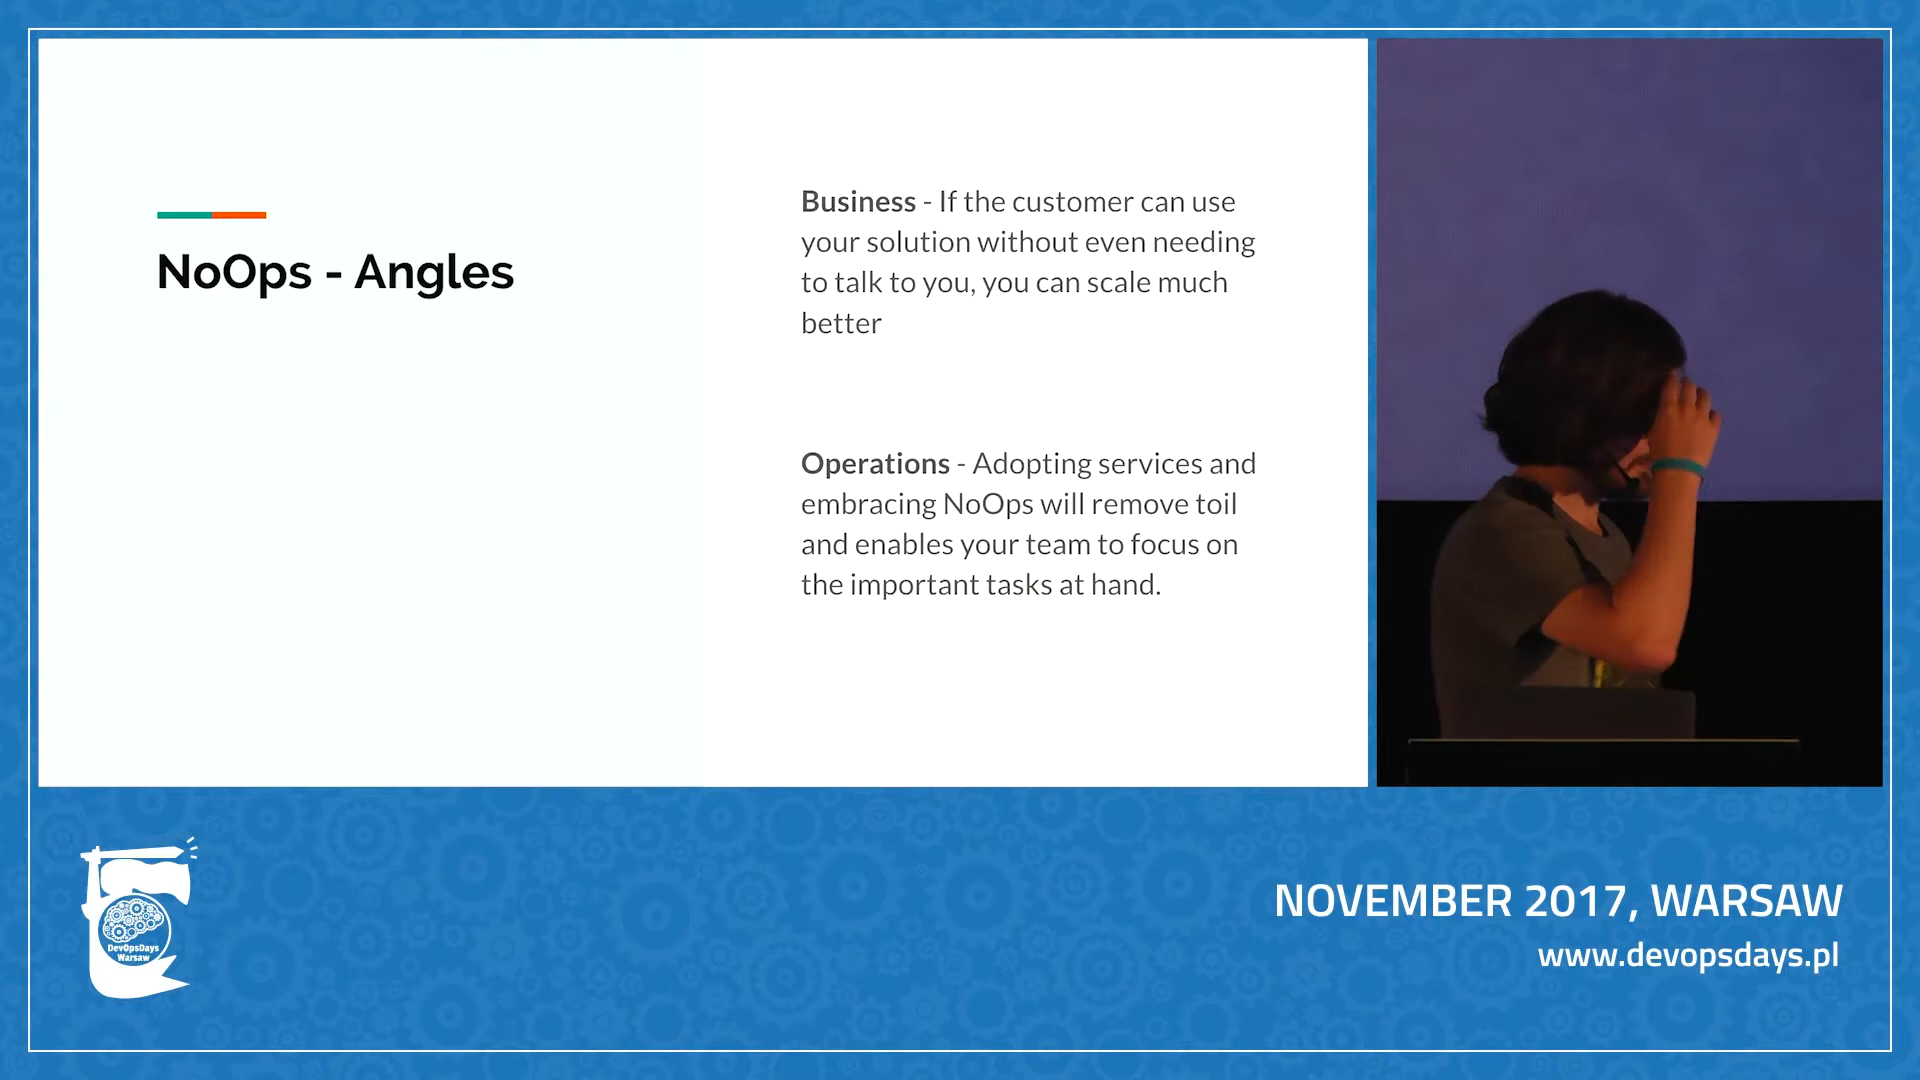 NoOps - Angles
Business - If the customer can use
your solution without even needing
to talk to you, you can scale much
better
Operations - Adopting services and
embracing NoOps will remove toil
and enables your team to focus on
the important tasks at hand.
DevOpsDays
Warsaw
NOVEMBER 2017, WARSAW
www.devopsdays.pl